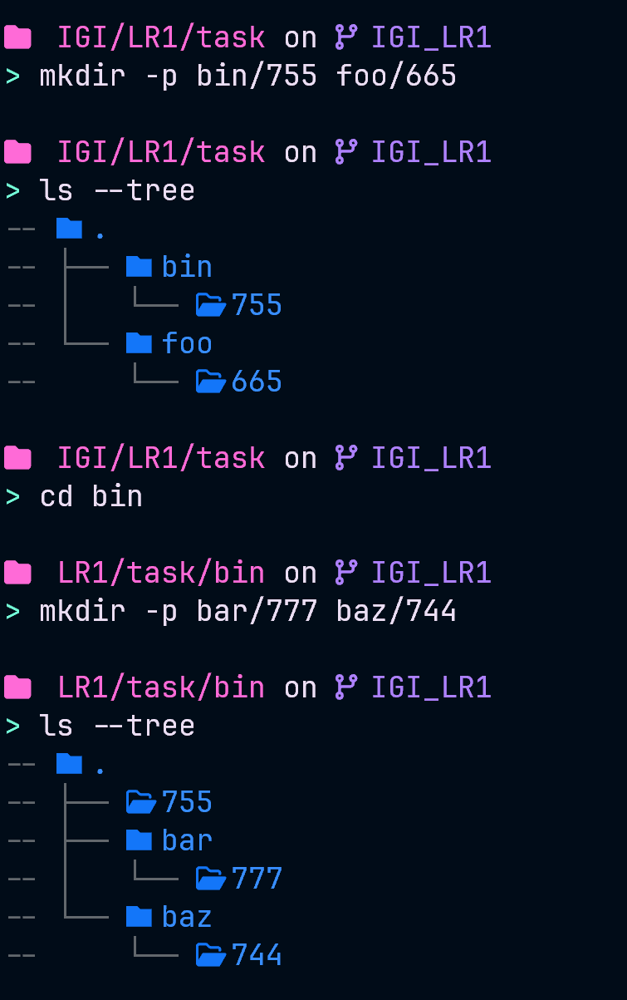 IGI/LR1/task on IGI_LR1
> mkdir -p bin/755 foo/665
IGI/LR1/task on IGI_LR1
> ls --tree
-- .
-- ├── bin
-- │   └── 755
-- └── foo
--     └── 665
IGI/LR1/task on IGI_LR1
> cd bin
LR1/task/bin on IGI_LR1
> mkdir -p bar/777 baz/744
LR1/task/bin on IGI_LR1
> ls --tree
-- .
-- ├── 755
-- ├── bar
-- │   └── 777
-- └── baz
--     └── 744